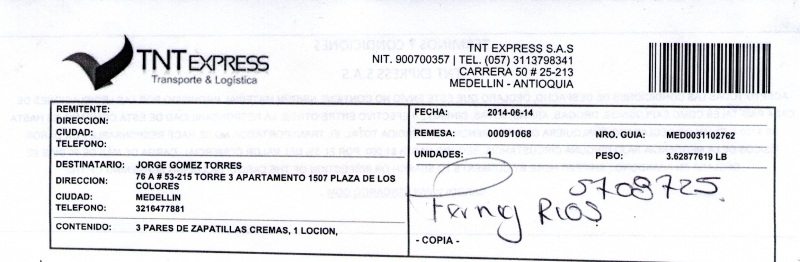 TNT EXPRESS
Transporte & Logística
TNT EXPRESS S.A.S
NIT. 900700357 | TEL. (057) 3113798341
CARRERA 50 # 25-213
MEDELLIN - ANTIOQUIA
REMITENTE:
DIRECCION:
CIUDAD:
TELEFONO:
DESTINATARIO: JORGE GOMEZ TORRES
DIRECCION: 76 A # 53-215 TORRE 3 APARTAMENTO 1507 PLAZA DE LOS
COLORES
CIUDAD: MEDELLIN
TELEFONO: 3216477881
CONTENIDO: 3 PARES DE ZAPATILLAS CREMAS, 1 LOCION,
FECHA: 2014-06-14
REMESA: 00091068 NRO. GUIA: MED0031102762
UNIDADES: 1 PESO: 3.62877619 LB
5708725
Ferney RIOS
- COPIA -